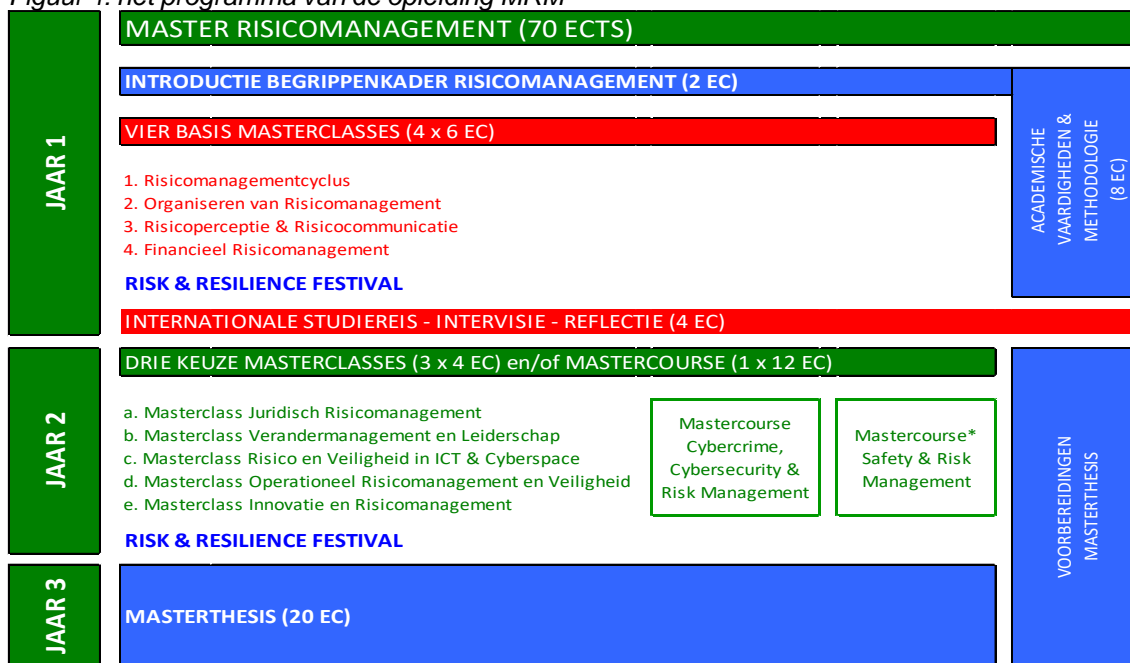 Figuur 1: het programma van de opleiding MRM
MASTER RISICOMANAGEMENT (70 ECTS)
JAAR 1
INTRODUCTIE BEGRIPPENKADER RISICOMANAGEMENT (2 EC)
VIER BASIS MASTERCLASSES (4 x 6 EC)
1. Risicomanagementcyclus
2. Organiseren van Risicomanagement
3. Risicoperceptie & Risicocommunicatie
4. Financieel Risicomanagement
RISK & RESILIENCE FESTIVAL
ACADEMISCHE
VAARDIGHEDEN &
METHODOLOGIE
(8 EC)
INTERNATIONALE STUDIEREIS - INTERVISIE - REFLECTIE (4 EC)
JAAR 2
DRIE KEUZE MASTERCLASSES (3 x 4 EC) en/of MASTERCOURSE (1 x 12 EC)
a. Masterclass Juridisch Risicomanagement
b. Masterclass Verandermanagement en Leiderschap
c. Masterclass Risico en Veiligheid in ICT & Cyberspace
d. Masterclass Operationeel Risicomanagement en Veiligheid
e. Masterclass Innovatie en Risicomanagement
Mastercourse
Cybercrime,
Cybersecurity &
Risk Management
Mastercourse*
Safety & Risk
Management
RISK & RESILIENCE FESTIVAL
VOORBEREIDINGEN
MASTERTHESIS
JAAR 3
MASTERTHESIS (20 EC)